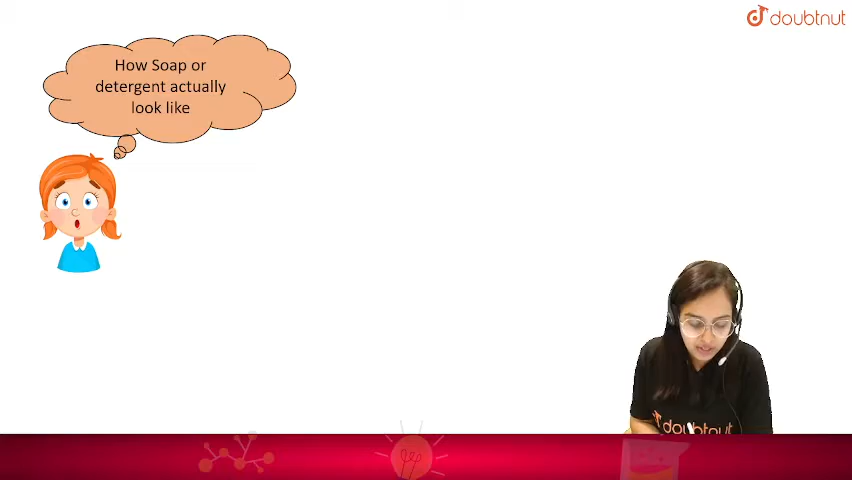 doubtnut
How Soap or
detergent actually
look like
doubtnut